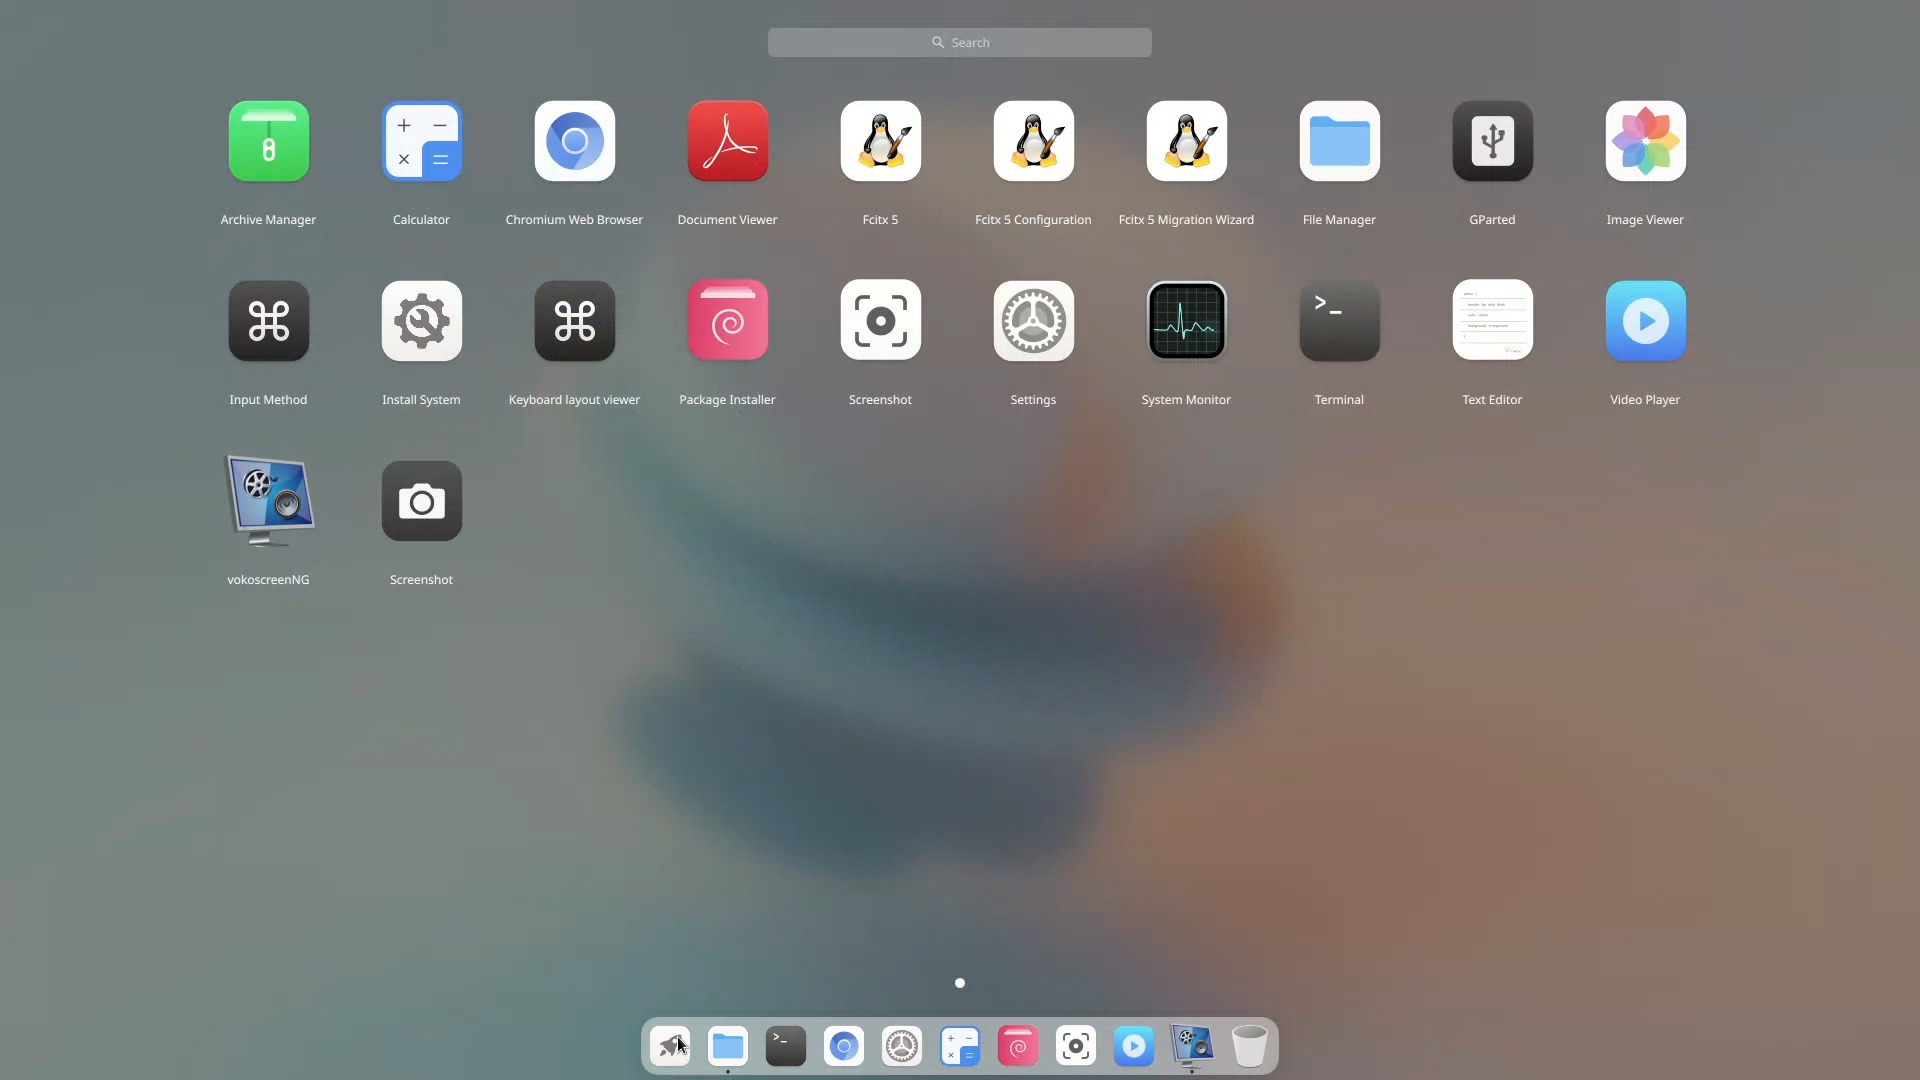 Search
Archive Manager
Calculator
Chromium Web Browser
Document Viewer
Fcitx 5
Fcitx 5 Configuration
Fcitx 5 Migration Wizard
File Manager
GParted
Image Viewer
Input Method
Install System
Keyboard layout viewer
Package Installer
Screenshot
Settings
System Monitor
Terminal
Text Editor
Video Player
vokoscreenNG
Screenshot